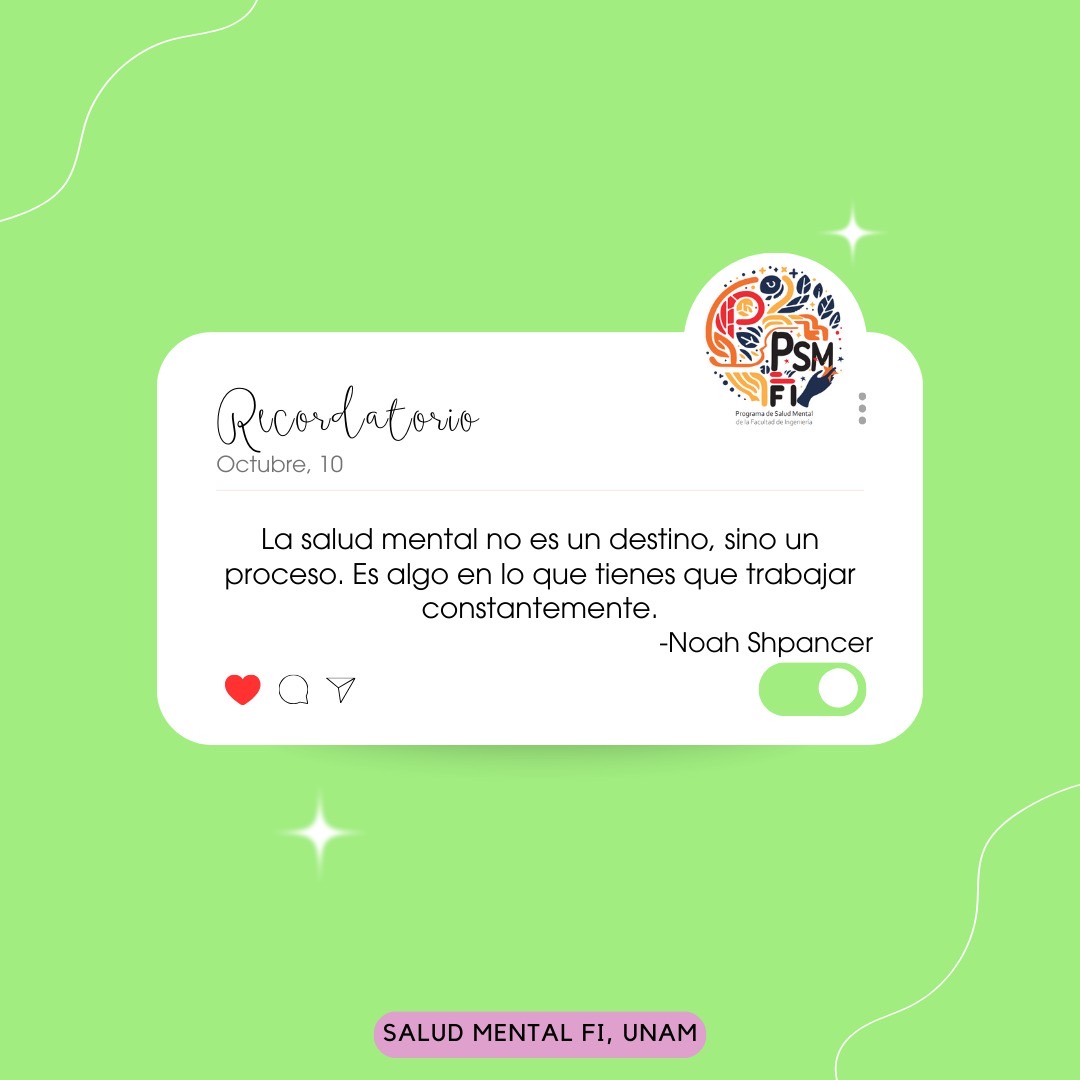 PSM
FI
Programa de Salud Mental
de la Facultad de Ingeniería
Recordatorio
Octubre, 10
La salud mental no es un destino, sino un
proceso. Es algo en lo que tienes que trabajar
constantemente.
-Noah Shpancer
SALUD MENTAL FI, UNAM